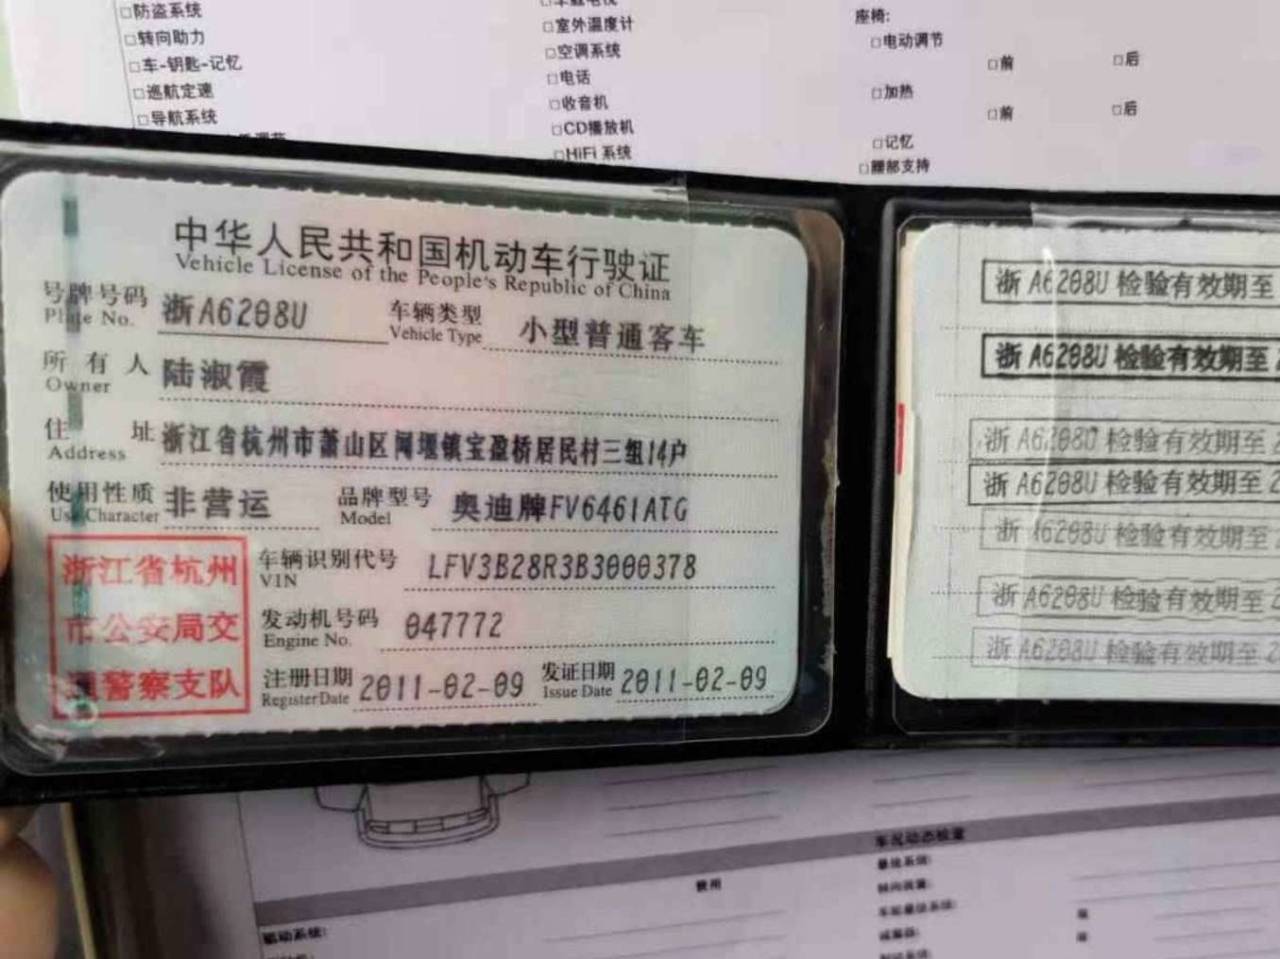 □防盗系统
□转向助力
□车-钥匙-记忆
□巡航定速
□导航系统
□室外温度计
□空调系统
□电话
□收音机
□CD播放机
□HiFi 系统
座椅:
□电动调节
□前 □后
□加热
□前 □后
□记忆
□腰部支持
中华人民共和国机动车行驶证
Vehicle License of the People's Republic of China
号牌号码 浙A6208U 车辆类型 小型普通客车
Plate No. Vehicle Type
所有人 陆淑霞
Owner
住址 浙江省杭州市萧山区闻堰镇宝盈桥居民村三组14户
Address
使用性质 非营运 品牌型号 奥迪牌FV6461ATG
Use Character Model
浙江省杭州
市公安局交
警察支队
车辆识别代号 LFV3B28R3B3000378
VIN
发动机号码 047772
Engine No.
注册日期 2011-02-09 发证日期 2011-02-09
Register Date Issue Date
浙A6208U 检验有效期至
浙A6208U 检验有效期至
浙A6208U 检验有效期至
浙A6208U 检验有效期至
浙A6208U 检验有效期至
浙A6208U 检验有效期至
浙A6208U 检验有效期至
车况动态检查